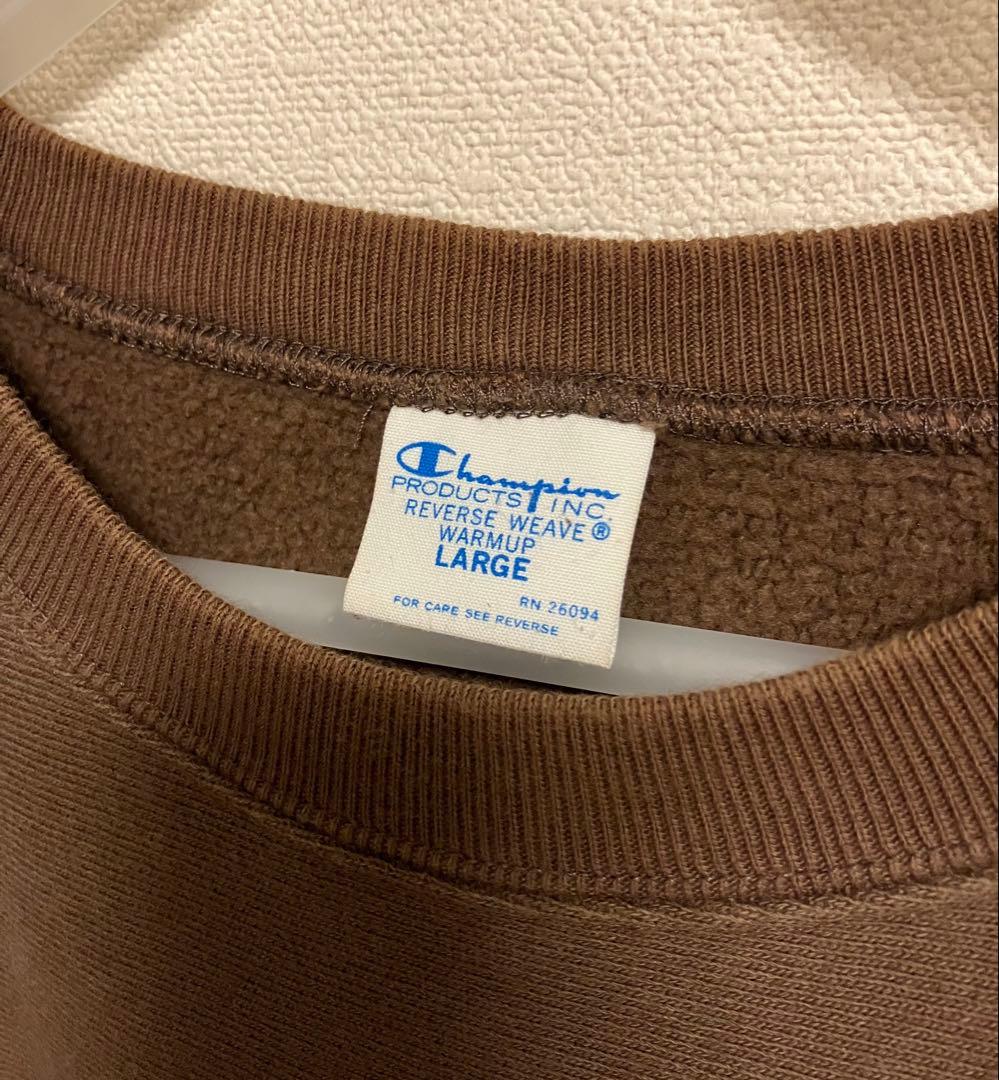 Champion
PRODUCTS INC.
REVERSE WEAVE®
WARMUP
LARGE
RN 26094
FOR CARE SEE REVERSE